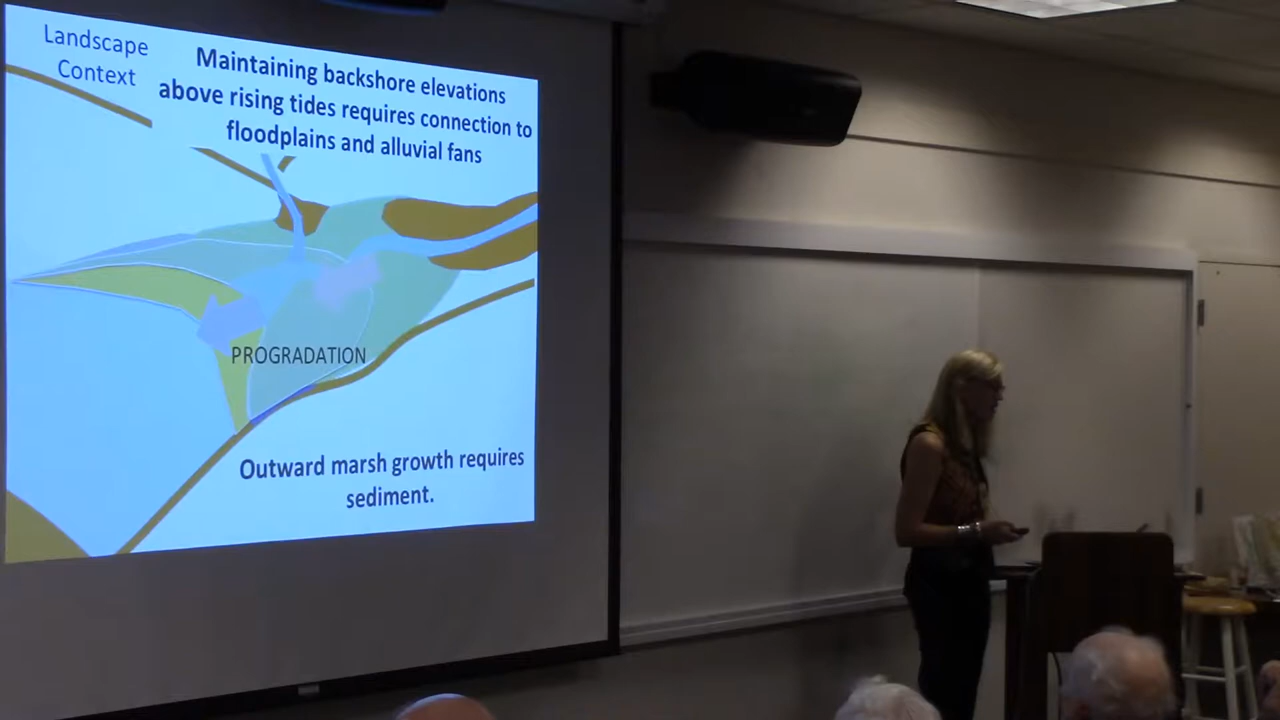 Landscape
Context
Maintaining backshore elevations
above rising tides requires connection to
floodplains and alluvial fans
PROGRADATION
Outward marsh growth requires
sediment.